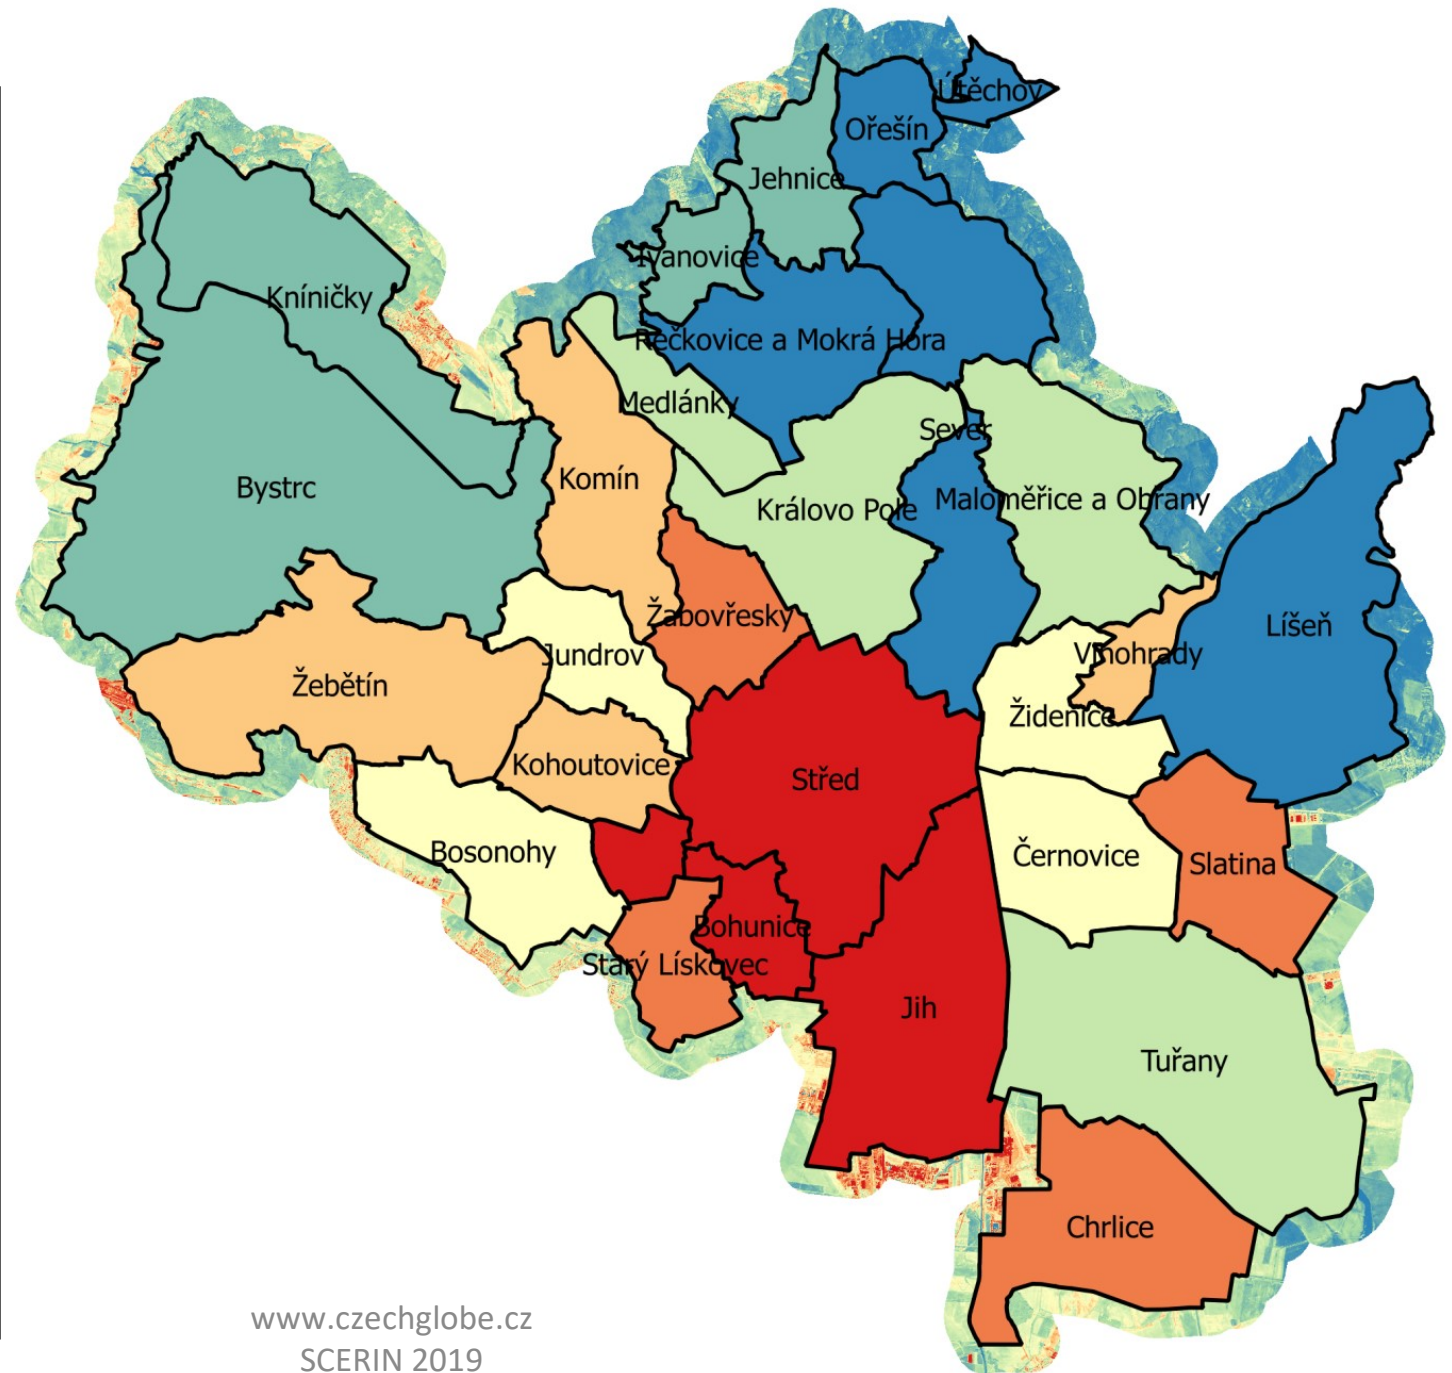 Útěchov
Ořešín
Jehnice
Ivanovice
Kníničky
Řečkovice a Mokrá Hora
Medlánky
Sever
Komín
Bystrc
Maloměřice a Obřany
Královo Pole
Žabovřesky
Líšeň
Jundrov
Vinohrady
Žebětín
Židenice
Kohoutovice
Střed
Bosonohy
Černovice
Slatina
Bohunice
Starý Lískovec
Jih
Tuřany
Chrlice
www.czechglobe.cz
SCERIN 2019